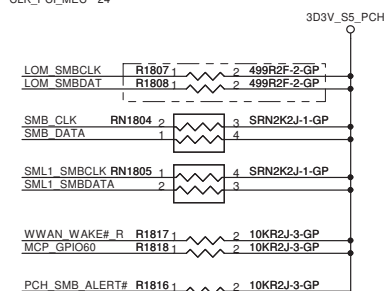 3D3V_S5_PCH
LOM_SMBCLK R1807 1 2 499R2F-2-GP
LOM_SMBDAT R1808 1 2 499R2F-2-GP
SMB_CLK RN1804 2 3 SRN2K2J-1-GP
SMB_DATA 1 4
SML1_SMBCLK RN1805 1 4 SRN2K2J-1-GP
SML1_SMBDATA 2 3
WWAN_WAKE#_R R1817 1 2 10KR2J-3-GP
MCP_GPIO60 R1818 1 2 10KR2J-3-GP
PCH_SMB_ALERT# R1816 1 2 10KR2J-3-GP